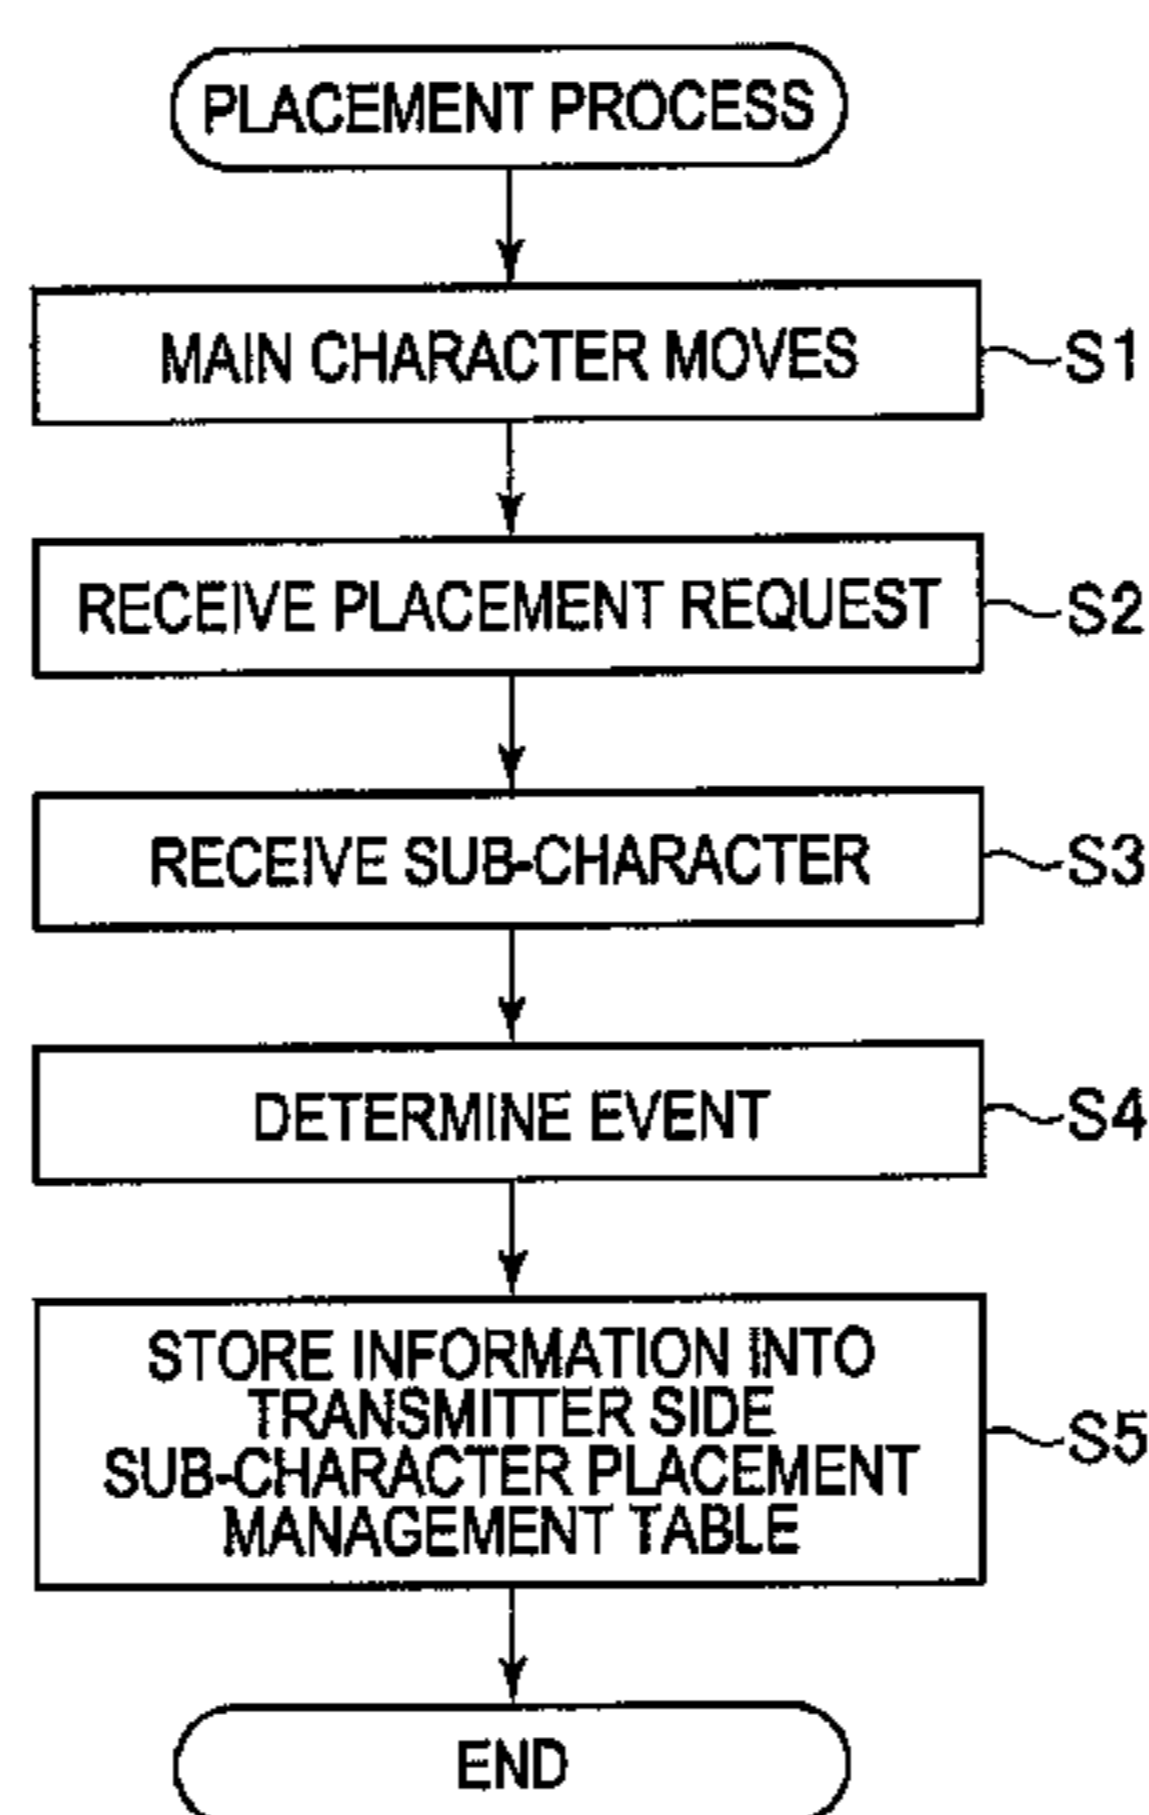 PLACEMENT PROCESS
MAIN CHARACTER MOVES
S1
RECEIVE PLACEMENT REQUEST
S2
RECEIVE SUB-CHARACTER
S3
DETERMINE EVENT
S4
STORE INFORMATION INTO
TRANSMITTER SIDE
SUB-CHARACTER PLACEMENT
MANAGEMENT TABLE
S5
END